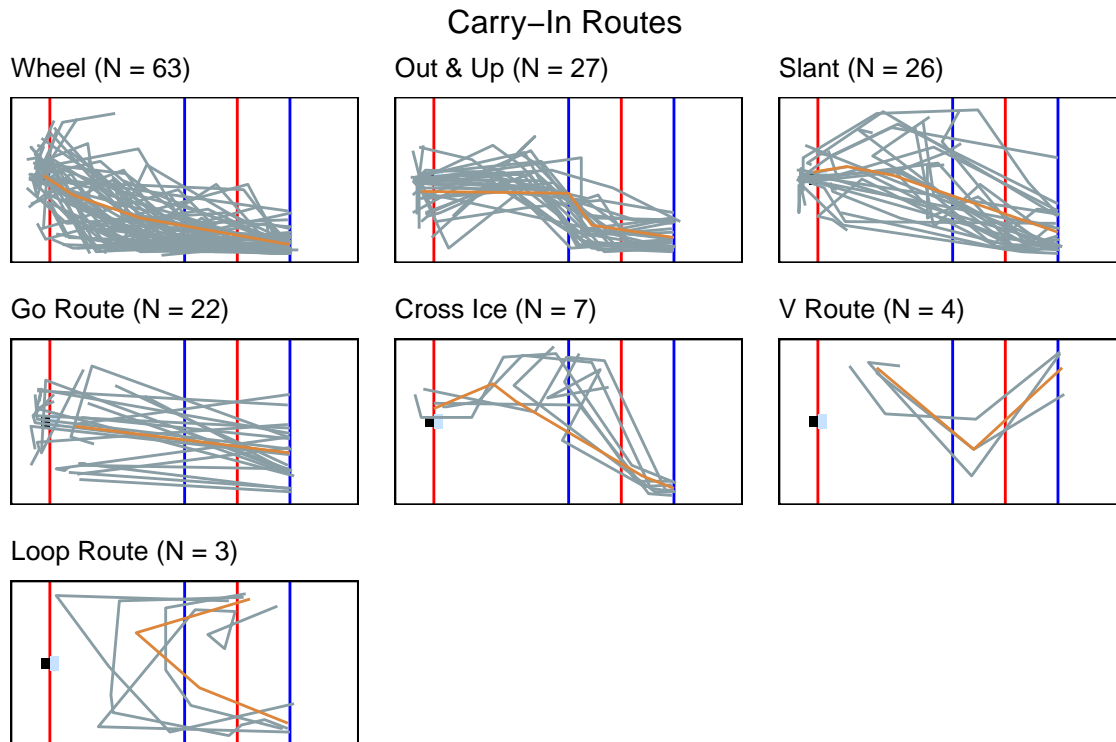 Carry−In Routes
Wheel (N = 63)
Out & Up (N = 27)
Slant (N = 26)
Go Route (N = 22)
Cross Ice (N = 7)
V Route (N = 4)
Loop Route (N = 3)